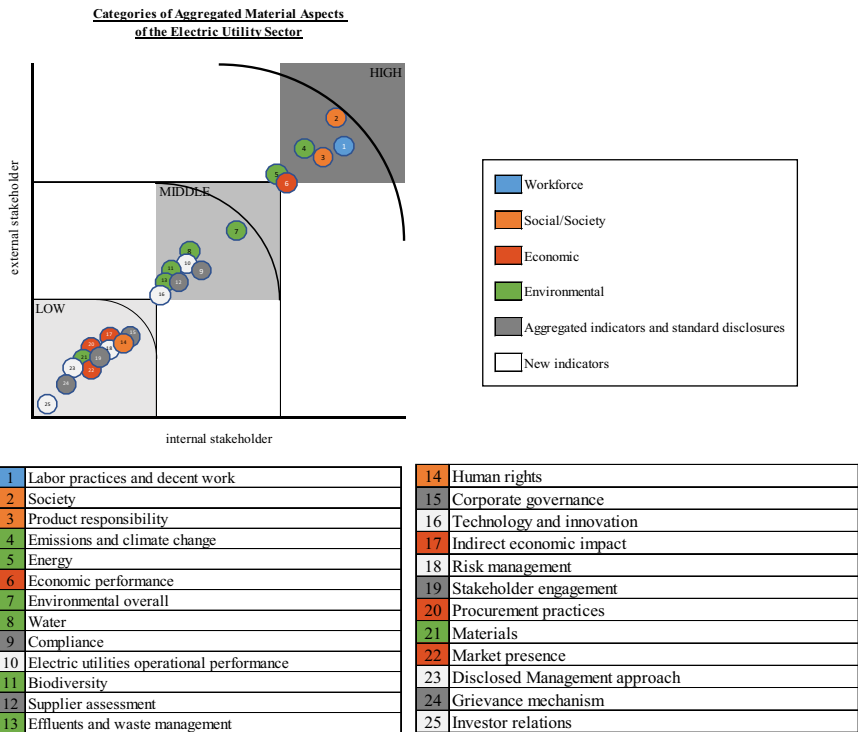 Categories of Aggregated Material Aspects
of the Electric Utility Sector
HIGH
2
4
1
3
5
6
MIDDLE
7
8
10
11
9
13
12
16
LOW
17
15
14
20
18
21
19
23
22
24
25
external stakeholder
internal stakeholder
Workforce
Social/Society
Economic
Environmental
Aggregated indicators and standard disclosures
New indicators
1 Labor practices and decent work
2 Society
3 Product responsibility
4 Emissions and climate change
5 Energy
6 Economic performance
7 Environmental overall
8 Water
9 Compliance
10 Electric utilities operational performance
11 Biodiversity
12 Supplier assessment
13 Effluents and waste management
14 Human rights
15 Corporate governance
16 Technology and innovation
17 Indirect economic impact
18 Risk management
19 Stakeholder engagement
20 Procurement practices
21 Materials
22 Market presence
23 Disclosed Management approach
24 Grievance mechanism
25 Investor relations